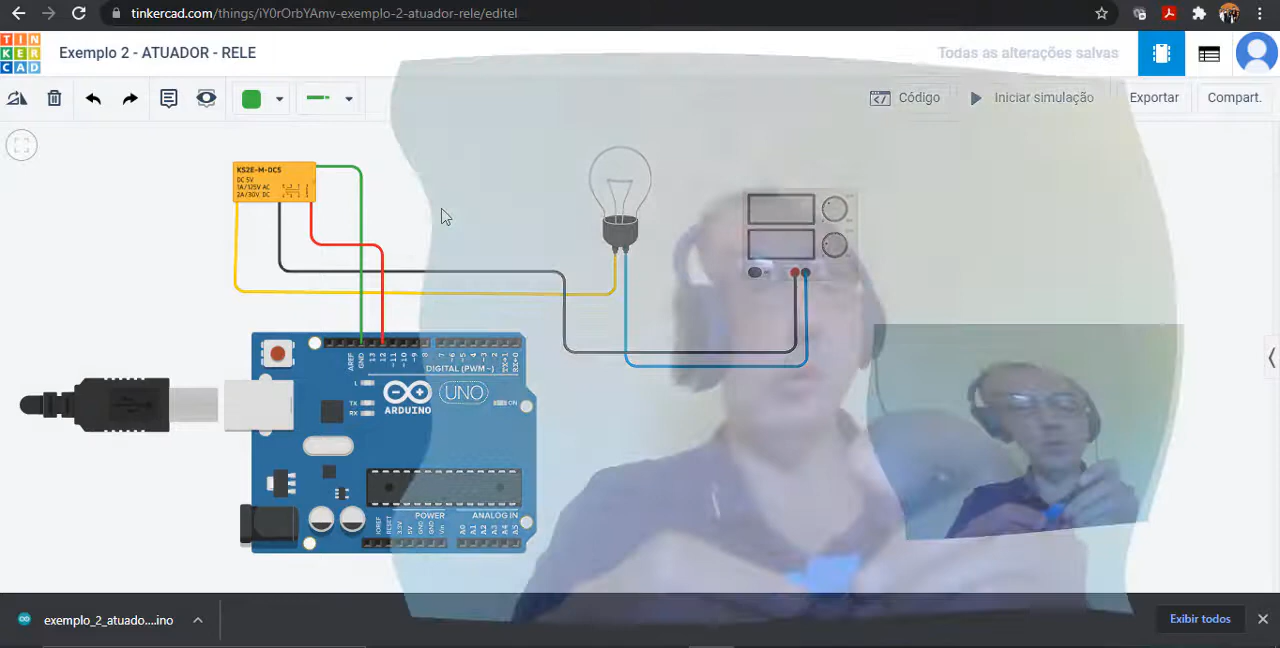 tinkercad.com/things/iY0rOrbYAmv-exemplo-2-atuador-rele/editel
TIN
KER
CAD
Exemplo 2 - ATUADOR - RELE
Todas as alterações salvas
Código
Iniciar simulação
Exportar
Compart.
KS2E-M-DC5
DC 5V
1A/125V AC
2A/30V DC
AREF
GND
13
12
~11
~10
~9
8
7
~6
~5
4
~3
2
TX→1
RX←0
DIGITAL (PWM ~)
L
TX
RX
ARDUINO
UNO
ON
POWER
ANALOG IN
IOREF
RESET
3.3V
5V
GND
GND
Vin
A0
A1
A2
A3
A4
A5
exemplo_2_atuado....ino
Exibir todos